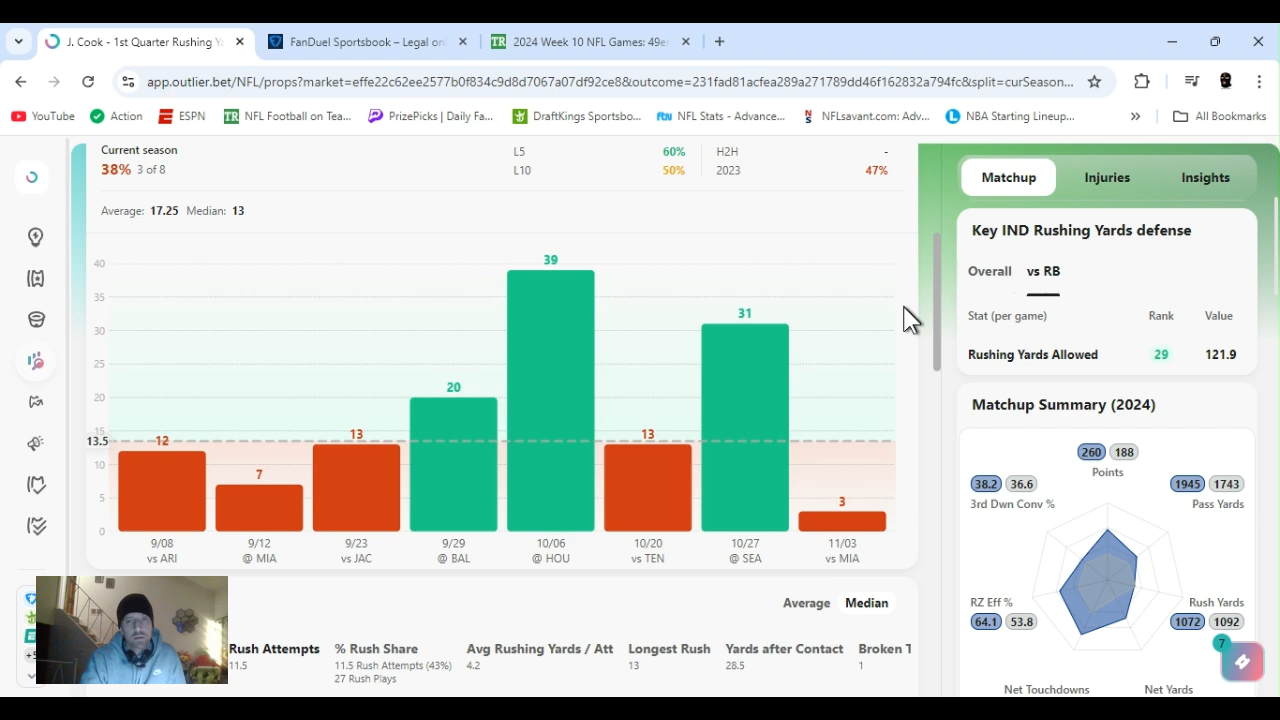 J. Cook - 1st Quarter Rushing Ya
FanDuel Sportsbook – Legal on
2024 Week 10 NFL Games: 49e
app.outlier.bet/NFL/props?market=effe22c62ee2577b0f834c9d8d7067a07df92ce8&outcome=231fad81acfea289a271789dd46f162832a794fc&split=curSeason...
YouTube
Action
ESPN
NFL Football on Tea...
PrizePicks | Daily Fa...
DraftKings Sportsbo...
NFL Stats - Advance...
NFLsavant.com: Adv...
NBA Starting Lineup...
All Bookmarks
Current season
38% 3 of 8
L5 60% H2H -
L10 50% 2023 47%
Average: 17.25 Median: 13
40
35
30
25
20
15
13.5
10
5
0
12
7
13
20
39
13
31
3
9/08 9/12 9/23 9/29 10/06 10/20 10/27 11/03
vs ARI @ MIA vs JAC @ BAL @ HOU vs TEN @ SEA vs MIA
Average Median
Rush Attempts % Rush Share Avg Rushing Yards / Att Longest Rush Yards after Contact Broken T
11.5 11.5 Rush Attempts (43%) 4.2 13 28.5 1
27 Rush Plays
Matchup Injuries Insights
Key IND Rushing Yards defense
Overall vs RB
Stat (per game) Rank Value
Rushing Yards Allowed 29 121.9
Matchup Summary (2024)
260 188
Points
38.2 36.6
3rd Dwn Conv %
1945 1743
Pass Yards
RZ Eff %
64.1 53.8
Rush Yards
1072 1092
7
Net Touchdowns Net Yards